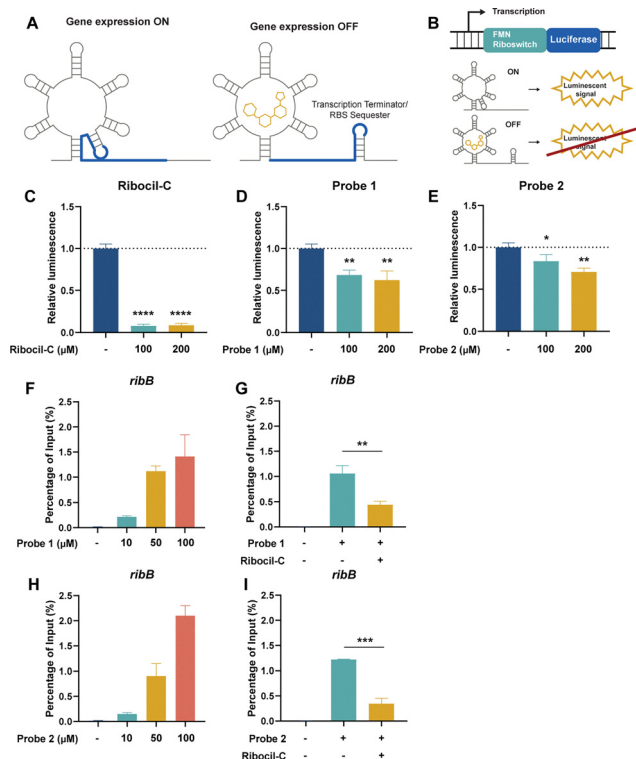 A
Gene expression ON
Gene expression OFF
Transcription Terminator/
RBS Sequester
B
Transcription
FMN
Riboswitch
Luciferase
ON
Luminescent
signal
OFF
Luminescent
signal
C
Ribocil-C
Relative luminescence
1.5
1.0
0.5
0.0
****
****
Ribocil-C (µM)
-
100
200
D
Probe 1
Relative luminescence
1.5
1.0
0.5
0.0
**
**
Probe 1 (µM)
-
100
200
E
Probe 2
Relative luminescence
1.5
1.0
0.5
0.0
*
**
Probe 2 (µM)
-
100
200
F
ribB
Percentage of Input (%)
2.5
2.0
1.5
1.0
0.5
0.0
Probe 1 (µM)
-
10
50
100
G
ribB
Percentage of Input (%)
2.5
2.0
1.5
1.0
0.5
0.0
**
Probe 1
-
+
+
Ribocil-C
-
-
+
H
ribB
Percentage of Input (%)
2.5
2.0
1.5
1.0
0.5
0.0
Probe 2 (µM)
-
10
50
100
I
ribB
Percentage of Input (%)
2.5
2.0
1.5
1.0
0.5
0.0
***
Probe 2
-
+
+
Ribocil-C
-
-
+